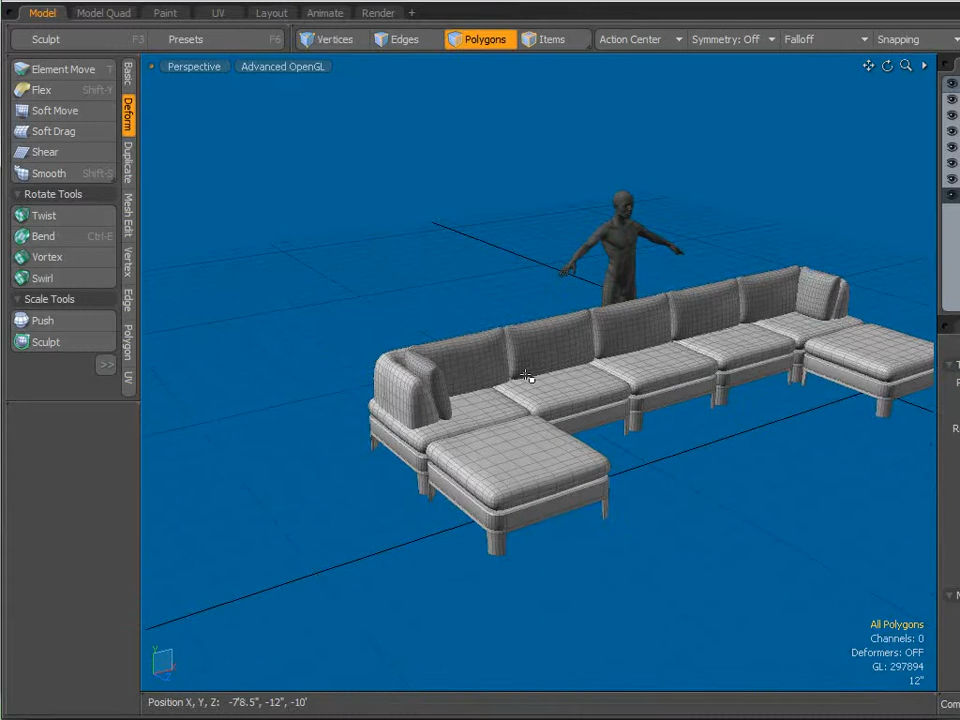 Model Model Quad Paint UV Layout Animate Render +
Sculpt F3 Presets F6 Vertices Edges Polygons Items Action Center Symmetry: Off Falloff Snapping
Perspective Advanced OpenGL
Element Move T
Flex Shift-Y
Soft Move
Soft Drag
Shear
Smooth Shift-S
Rotate Tools
Twist
Bend Ctrl-E
Vortex
Swirl
Scale Tools
Push
Sculpt
>>
Basic
Deform
Duplicate
Mesh Edit
Vertex
Edge
Polygon
UV
All Polygons
Channels: 0
Deformers: OFF
GL: 297894
12"
Y
X
Z
Position X, Y, Z: -78.5", -12", -10'
Com